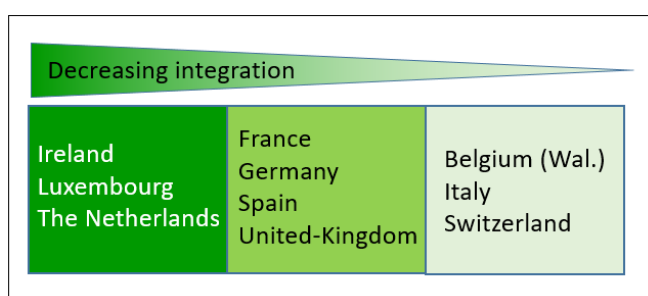 Decreasing integration
Ireland
Luxembourg
The Netherlands
France
Germany
Spain
United-Kingdom
Belgium (Wal.)
Italy
Switzerland